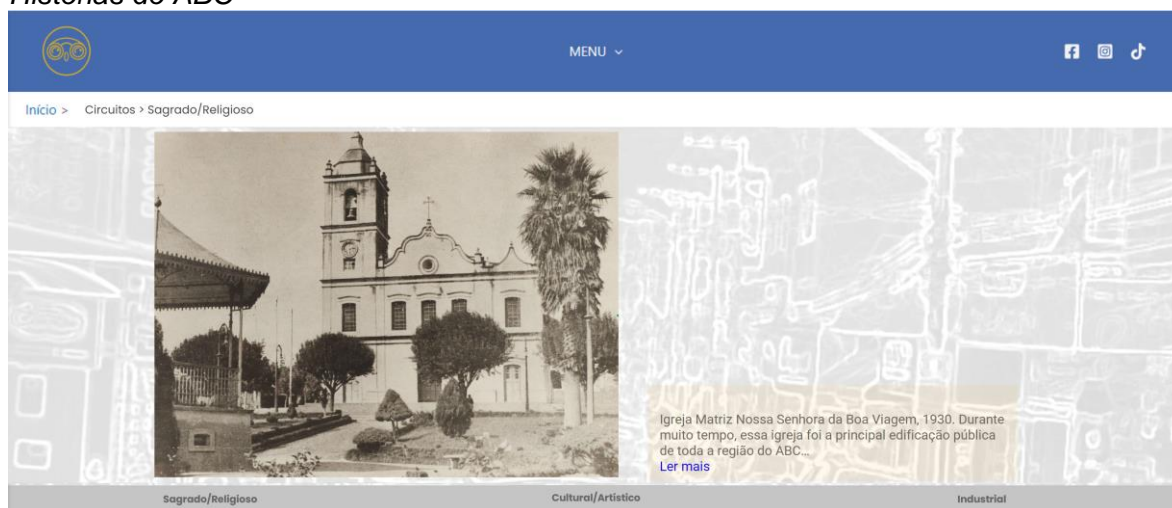 Histórias do ABC
MENU
Início > Circuitos > Sagrado/Religioso
Igreja Matriz Nossa Senhora da Boa Viagem, 1930. Durante
muito tempo, essa igreja foi a principal edificação pública
de toda a região do ABC...
Ler mais
Sagrado/Religioso Cultural/Artístico Industrial